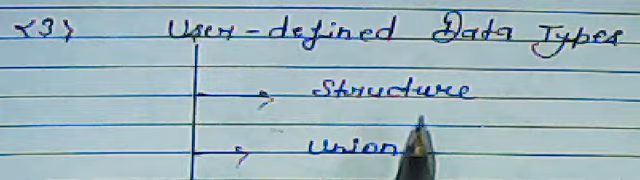 <3> User-defined Data Types
Structure
Union